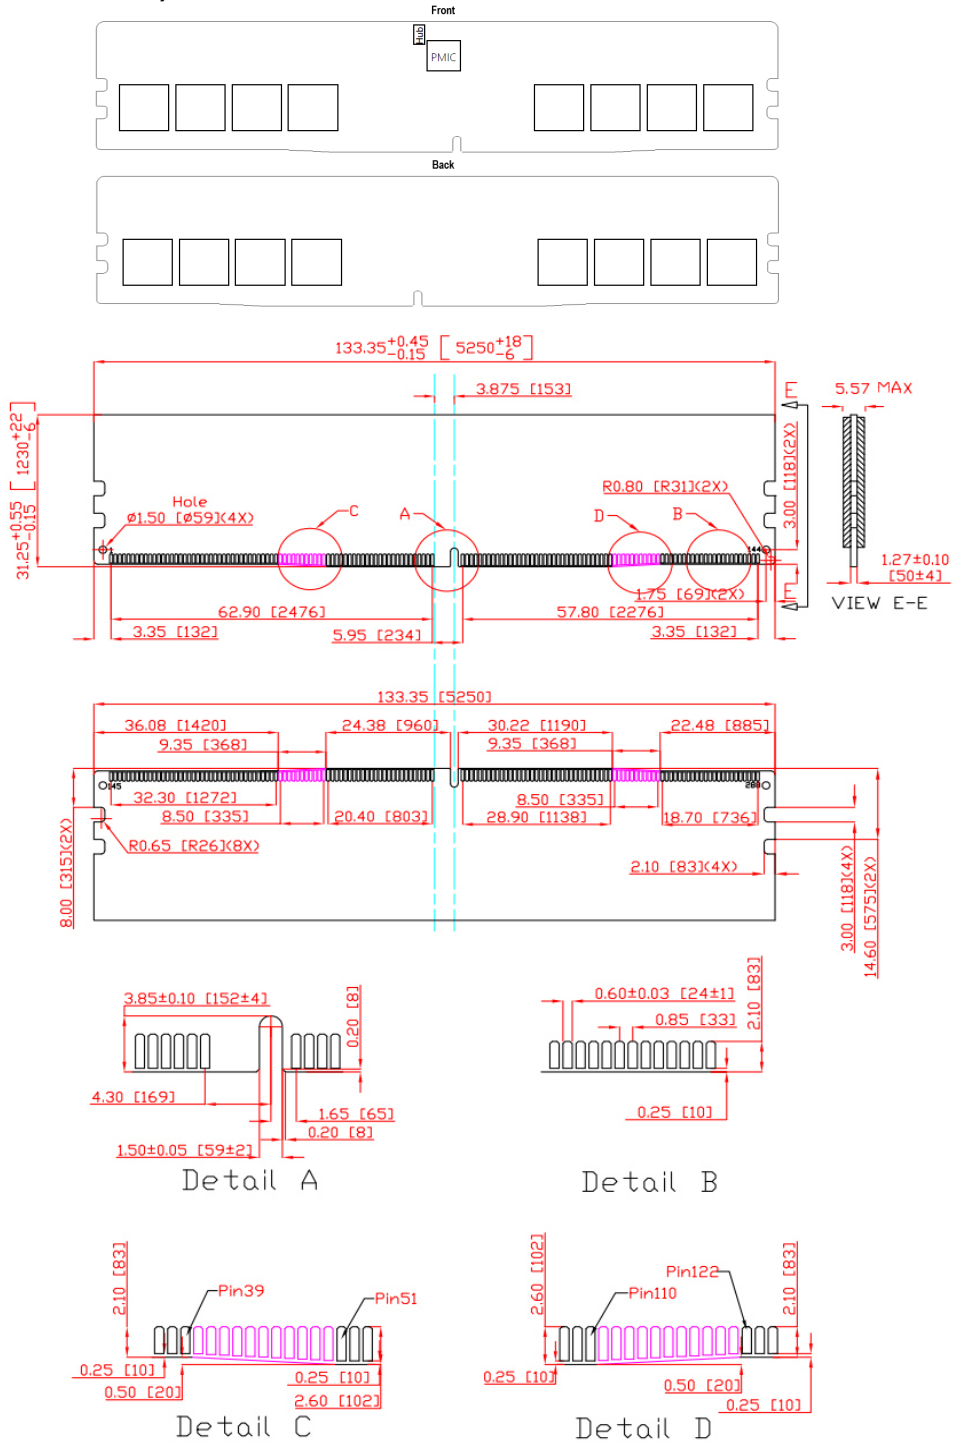 Front
Hub
PMIC
Back
133.35+0.45 -0.15 [5250+18 -6]
3.875 [153]
E
5.57 MAX
31.25+0.55 -0.15 [1230+22 -6]
3.00 [118](2X)
Hole
Ø1.50 [Ø59](4X)
C
A
R0.80 [R31](2X)
D
B
1
144
1.27±0.10
[50±4]
1.75 [69](2X)
E
VIEW E-E
62.90 [2476]
57.80 [2276]
3.35 [132]
5.95 [234]
3.35 [132]
133.35 [5250]
36.08 [1420]
24.38 [960]
30.22 [1190]
22.48 [885]
9.35 [368]
9.35 [368]
145
288
32.30 [1272]
8.50 [335]
8.50 [335]
20.40 [803]
28.90 [1138]
18.70 [736]
R0.65 [R26](8X)
2.10 [83](4X)
8.00 [315](2X)
3.00 [118](4X)
14.60 [575](2X)
3.85±0.10 [152±4]
0.20 [8]
0.60±0.03 [24±1]
0.85 [33]
2.10 [83]
4.30 [169]
1.65 [65]
0.20 [8]
0.25 [10]
1.50±0.05 [59±2]
Detail A
Detail B
2.10 [83]
Pin39
Pin51
0.25 [10]
0.50 [20]
0.25 [10]
2.60 [102]
Detail C
2.60 [102]
Pin122
Pin110
2.10 [83]
0.25 [10]
0.50 [20]
0.25 [10]
Detail D